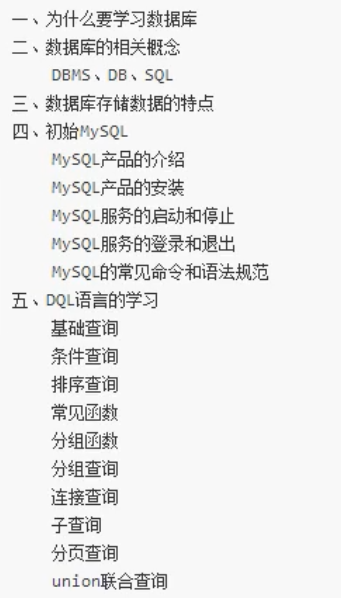 一、为什么要学习数据库
二、数据库的相关概念
DBMS、DB、SQL
三、数据库存储数据的特点
四、初始MySQL
MySQL产品的介绍
MySQL产品的安装
MySQL服务的启动和停止
MySQL服务的登录和退出
MySQL的常见命令和语法规范
五、DQL语言的学习
基础查询
条件查询
排序查询
常见函数
分组函数
分组查询
连接查询
子查询
分页查询
union联合查询